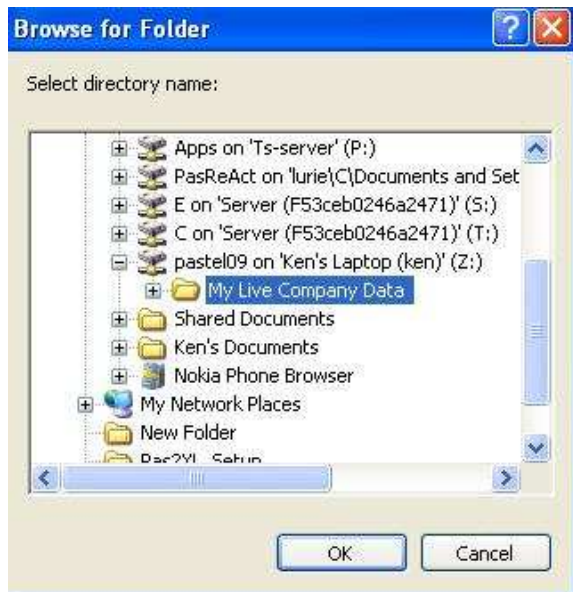 Browse for Folder
Select directory name:
Apps on 'Ts-server' (P:)
PasReAct on 'lurie\C\Documents and Set
E on 'Server (F53ceb0246a2471)' (S:)
C on 'Server (F53ceb0246a2471)' (T:)
pastel09 on 'Ken's Laptop (ken)' (Z:)
My Live Company Data
Shared Documents
Ken's Documents
Nokia Phone Browser
My Network Places
New Folder
Pas2XL Setup
OK Cancel